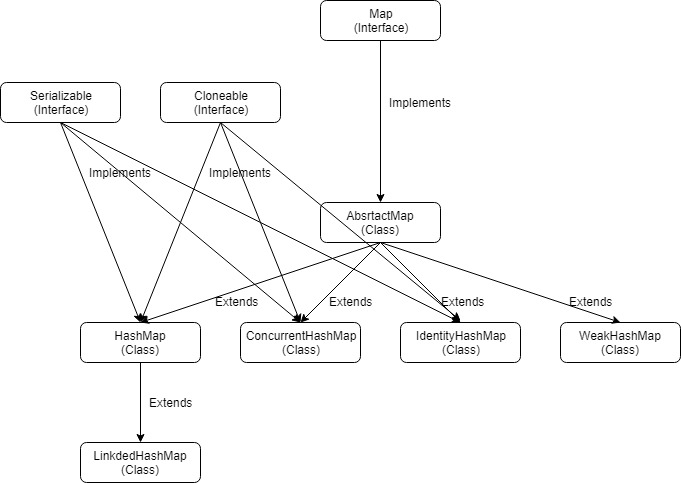 Map
(Interface)
Serializable
(Interface)
Cloneable
(Interface)
Implements
Implements
Implements
AbsrtactMap
(Class)
Extends
Extends
Extends
Extends
HashMap
(Class)
ConcurrentHashMap
(Class)
IdentityHashMap
(Class)
WeakHashMap
(Class)
Extends
LinkdedHashMap
(Class)